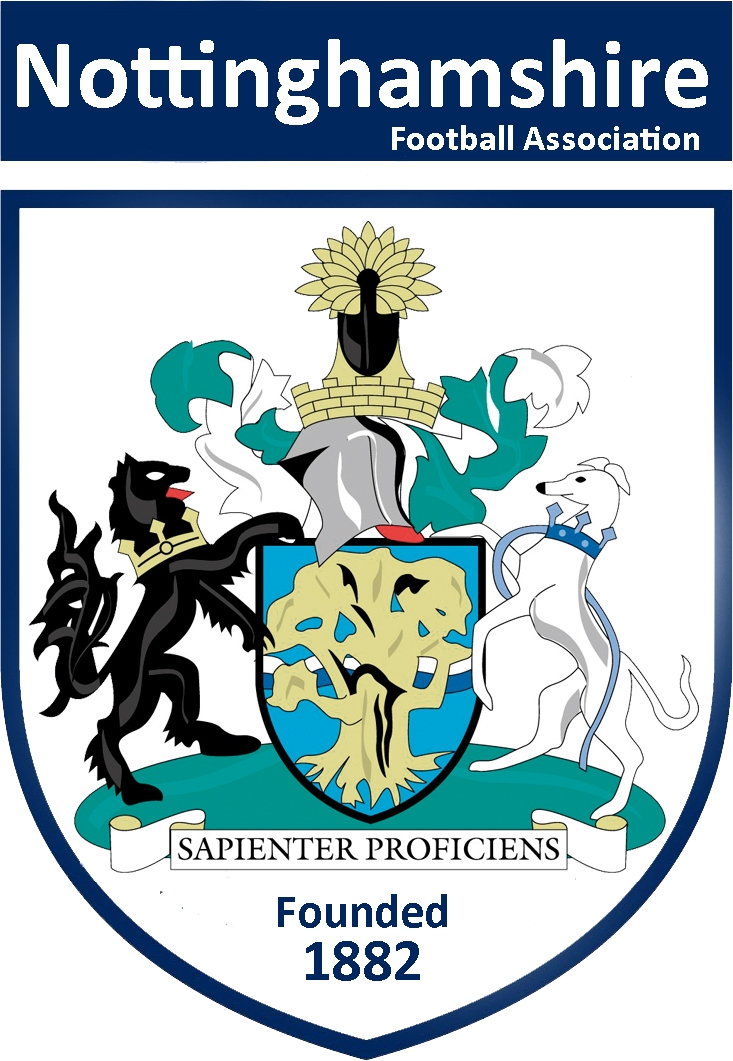 Nottinghamshire
Football Association
SAPIENTER PROFICIENS
Founded
1882